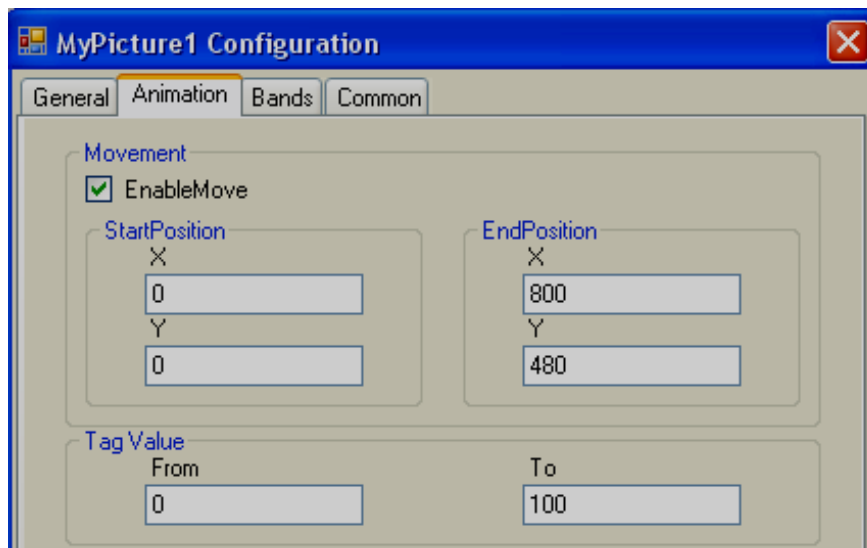 MyPicture1 Configuration
General Animation Bands Common
Movement
EnableMove
StartPosition EndPosition
X X
0 800
Y Y
0 480
Tag Value
From To
0 100